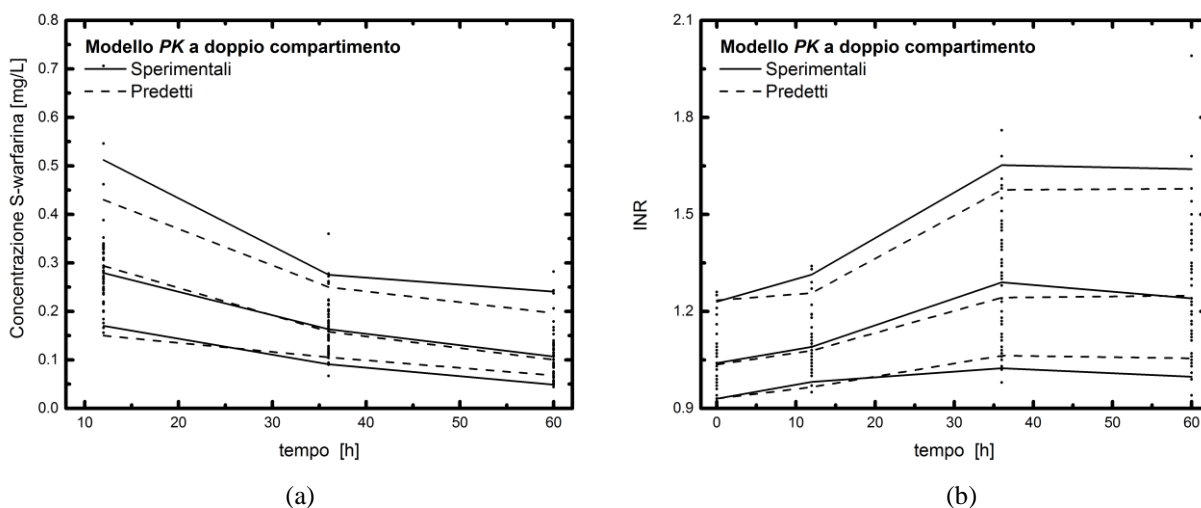 Modello PK a doppio compartimento
Sperimentali
Predetti
Concentrazione S-warfarina [mg/L]
0.8
0.7
0.6
0.5
0.4
0.3
0.2
0.1
0.0
10 20 30 40 50 60
tempo [h]
(a)
Modello PK a doppio compartimento
Sperimentali
Predetti
INR
2.1
1.8
1.5
1.2
0.9
0 10 20 30 40 50 60
tempo [h]
(b)